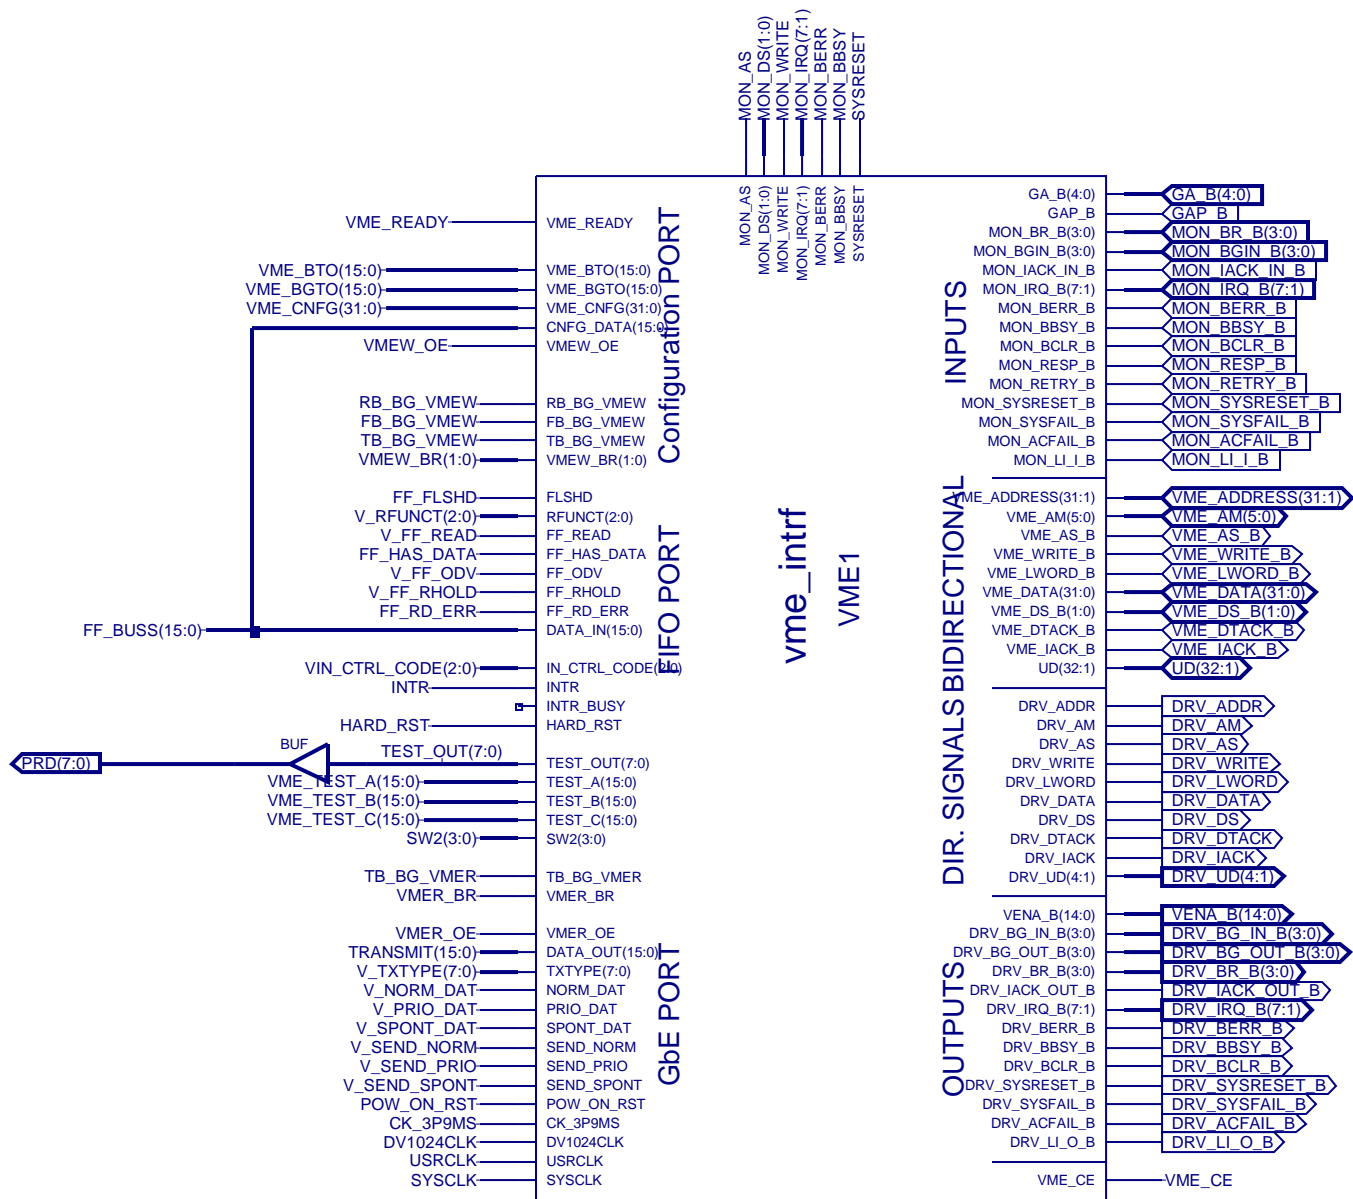 MON_AS
MON_DS(1:0)
MON_WRITE
MON_IRQ(7:1)
MON_BERR
MON_BBSY
SYSRESET
MON_AS
MON_DS(1:0)
MON_WRITE
MON_IRQ(7:1)
MON_BERR
MON_BBSY
SYSRESET
VME_READY VME_READY
VME_BTO(15:0) VME_BTO(15:0)
VME_BGTO(15:0) VME_BGTO(15:0)
VME_CNFG(31:0) VME_CNFG(31:0)
CNFG_DATA(15:0)
VMEW_OE VMEW_OE
RB_BG_VMEW RB_BG_VMEW
FB_BG_VMEW FB_BG_VMEW
TB_BG_VMEW TB_BG_VMEW
VMEW_BR(1:0) VMEW_BR(1:0)
Configuration PORT
FF_FLSHD FLSHD
V_RFUNCT(2:0) RFUNCT(2:0)
V_FF_READ FF_READ
FF_HAS_DATA FF_HAS_DATA
V_FF_ODV FF_ODV
V_FF_RHOLD FF_RHOLD
FF_RD_ERR FF_RD_ERR
FF_BUSS(15:0) DATA_IN(15:0)
FIFO PORT
VIN_CTRL_CODE(2:0) IN_CTRL_CODE(2:0)
INTR INTR
INTR_BUSY
HARD_RST HARD_RST
PRD(7:0) BUF TEST_OUT(7:0) TEST_OUT(7:0)
VME_TEST_A(15:0) TEST_A(15:0)
VME_TEST_B(15:0) TEST_B(15:0)
VME_TEST_C(15:0) TEST_C(15:0)
SW2(3:0) SW2(3:0)
TB_BG_VMER TB_BG_VMER
VMER_BR VMER_BR
VMER_OE VMER_OE
TRANSMIT(15:0) DATA_OUT(15:0)
V_TXTYPE(7:0) TXTYPE(7:0)
V_NORM_DAT NORM_DAT
V_PRIO_DAT PRIO_DAT
V_SPONT_DAT SPONT_DAT
V_SEND_NORM SEND_NORM
V_SEND_PRIO SEND_PRIO
V_SEND_SPONT SEND_SPONT
POW_ON_RST POW_ON_RST
CK_3P9MS CK_3P9MS
DV1024CLK DV1024CLK
USRCLK USRCLK
SYSCLK SYSCLK
GbE PORT
vme_intrf
VME1
INPUTS
GA_B(4:0) GA_B(4:0)
GAP_B GAP_B
MON_BR_B(3:0) MON_BR_B(3:0)
MON_BGIN_B(3:0) MON_BGIN_B(3:0)
MON_IACK_IN_B MON_IACK_IN_B
MON_IRQ_B(7:1) MON_IRQ_B(7:1)
MON_BERR_B MON_BERR_B
MON_BBSY_B MON_BBSY_B
MON_BCLR_B MON_BCLR_B
MON_RESP_B MON_RESP_B
MON_RETRY_B MON_RETRY_B
MON_SYSRESET_B MON_SYSRESET_B
MON_SYSFAIL_B MON_SYSFAIL_B
MON_ACFAIL_B MON_ACFAIL_B
MON_LI_I_B MON_LI_I_B
BIDIRECTIONAL
VME_ADDRESS(31:1) VME_ADDRESS(31:1)
VME_AM(5:0) VME_AM(5:0)
VME_AS_B VME_AS_B
VME_WRITE_B VME_WRITE_B
VME_LWORD_B VME_LWORD_B
VME_DATA(31:0) VME_DATA(31:0)
VME_DS_B(1:0) VME_DS_B(1:0)
VME_DTACK_B VME_DTACK_B
VME_IACK_B VME_IACK_B
UD(32:1) UD(32:1)
DIR. SIGNALS
DRV_ADDR DRV_ADDR
DRV_AM DRV_AM
DRV_AS DRV_AS
DRV_WRITE DRV_WRITE
DRV_LWORD DRV_LWORD
DRV_DATA DRV_DATA
DRV_DS DRV_DS
DRV_DTACK DRV_DTACK
DRV_IACK DRV_IACK
DRV_UD(4:1) DRV_UD(4:1)
OUTPUTS
VENA_B(14:0) VENA_B(14:0)
DRV_BG_IN_B(3:0) DRV_BG_IN_B(3:0)
DRV_BG_OUT_B(3:0) DRV_BG_OUT_B(3:0)
DRV_BR_B(3:0) DRV_BR_B(3:0)
DRV_IACK_OUT_B DRV_IACK_OUT_B
DRV_IRQ_B(7:1) DRV_IRQ_B(7:1)
DRV_BERR_B DRV_BERR_B
DRV_BBSY_B DRV_BBSY_B
DRV_BCLR_B DRV_BCLR_B
DRV_SYSRESET_B DRV_SYSRESET_B
DRV_SYSFAIL_B DRV_SYSFAIL_B
DRV_ACFAIL_B DRV_ACFAIL_B
DRV_LI_O_B DRV_LI_O_B
VME_CE VME_CE